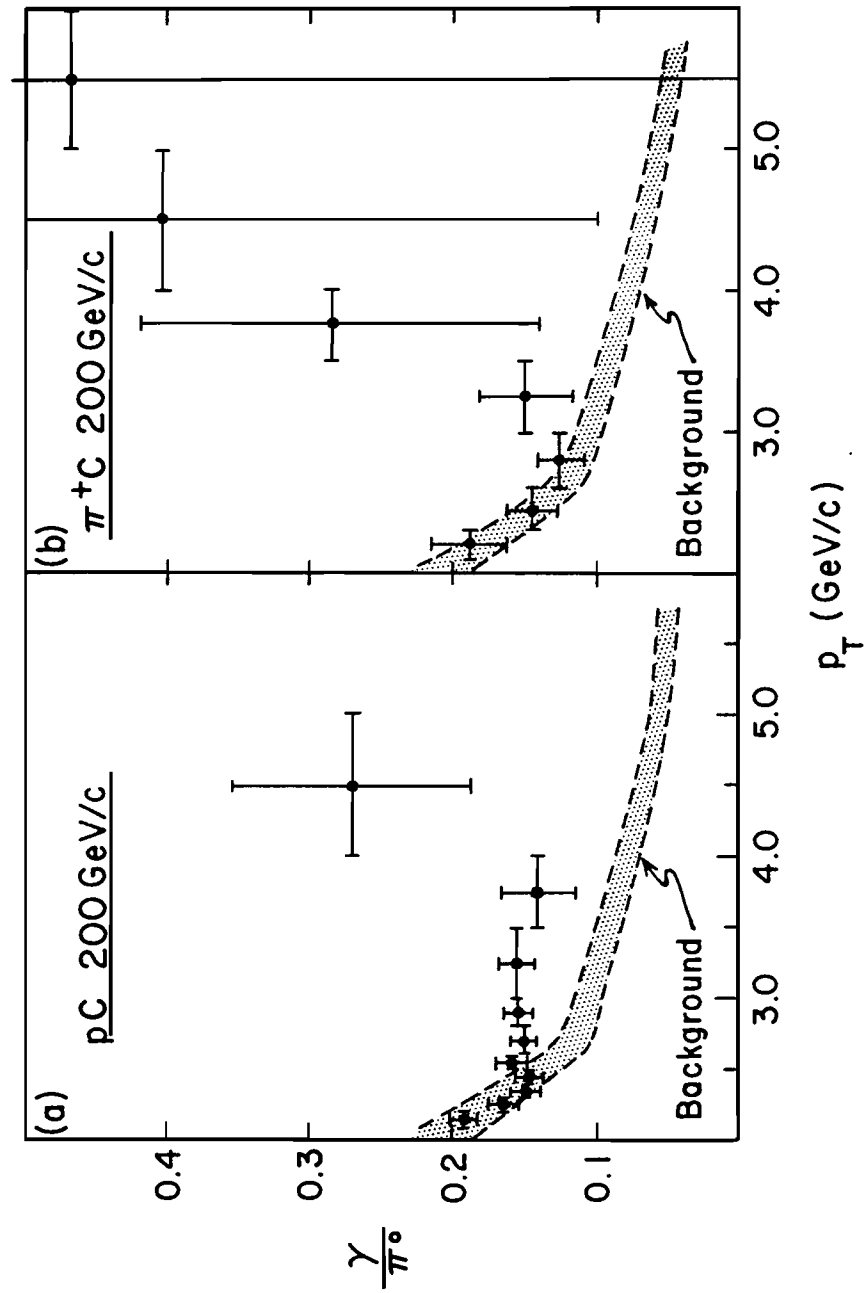 (a)
pC 200 GeV/c
(b)
π⁺C 200 GeV/c
γ/π°
0.4
0.3
0.2
0.1
Background
Background
3.0
4.0
5.0
3.0
4.0
5.0
p_T (GeV/c)